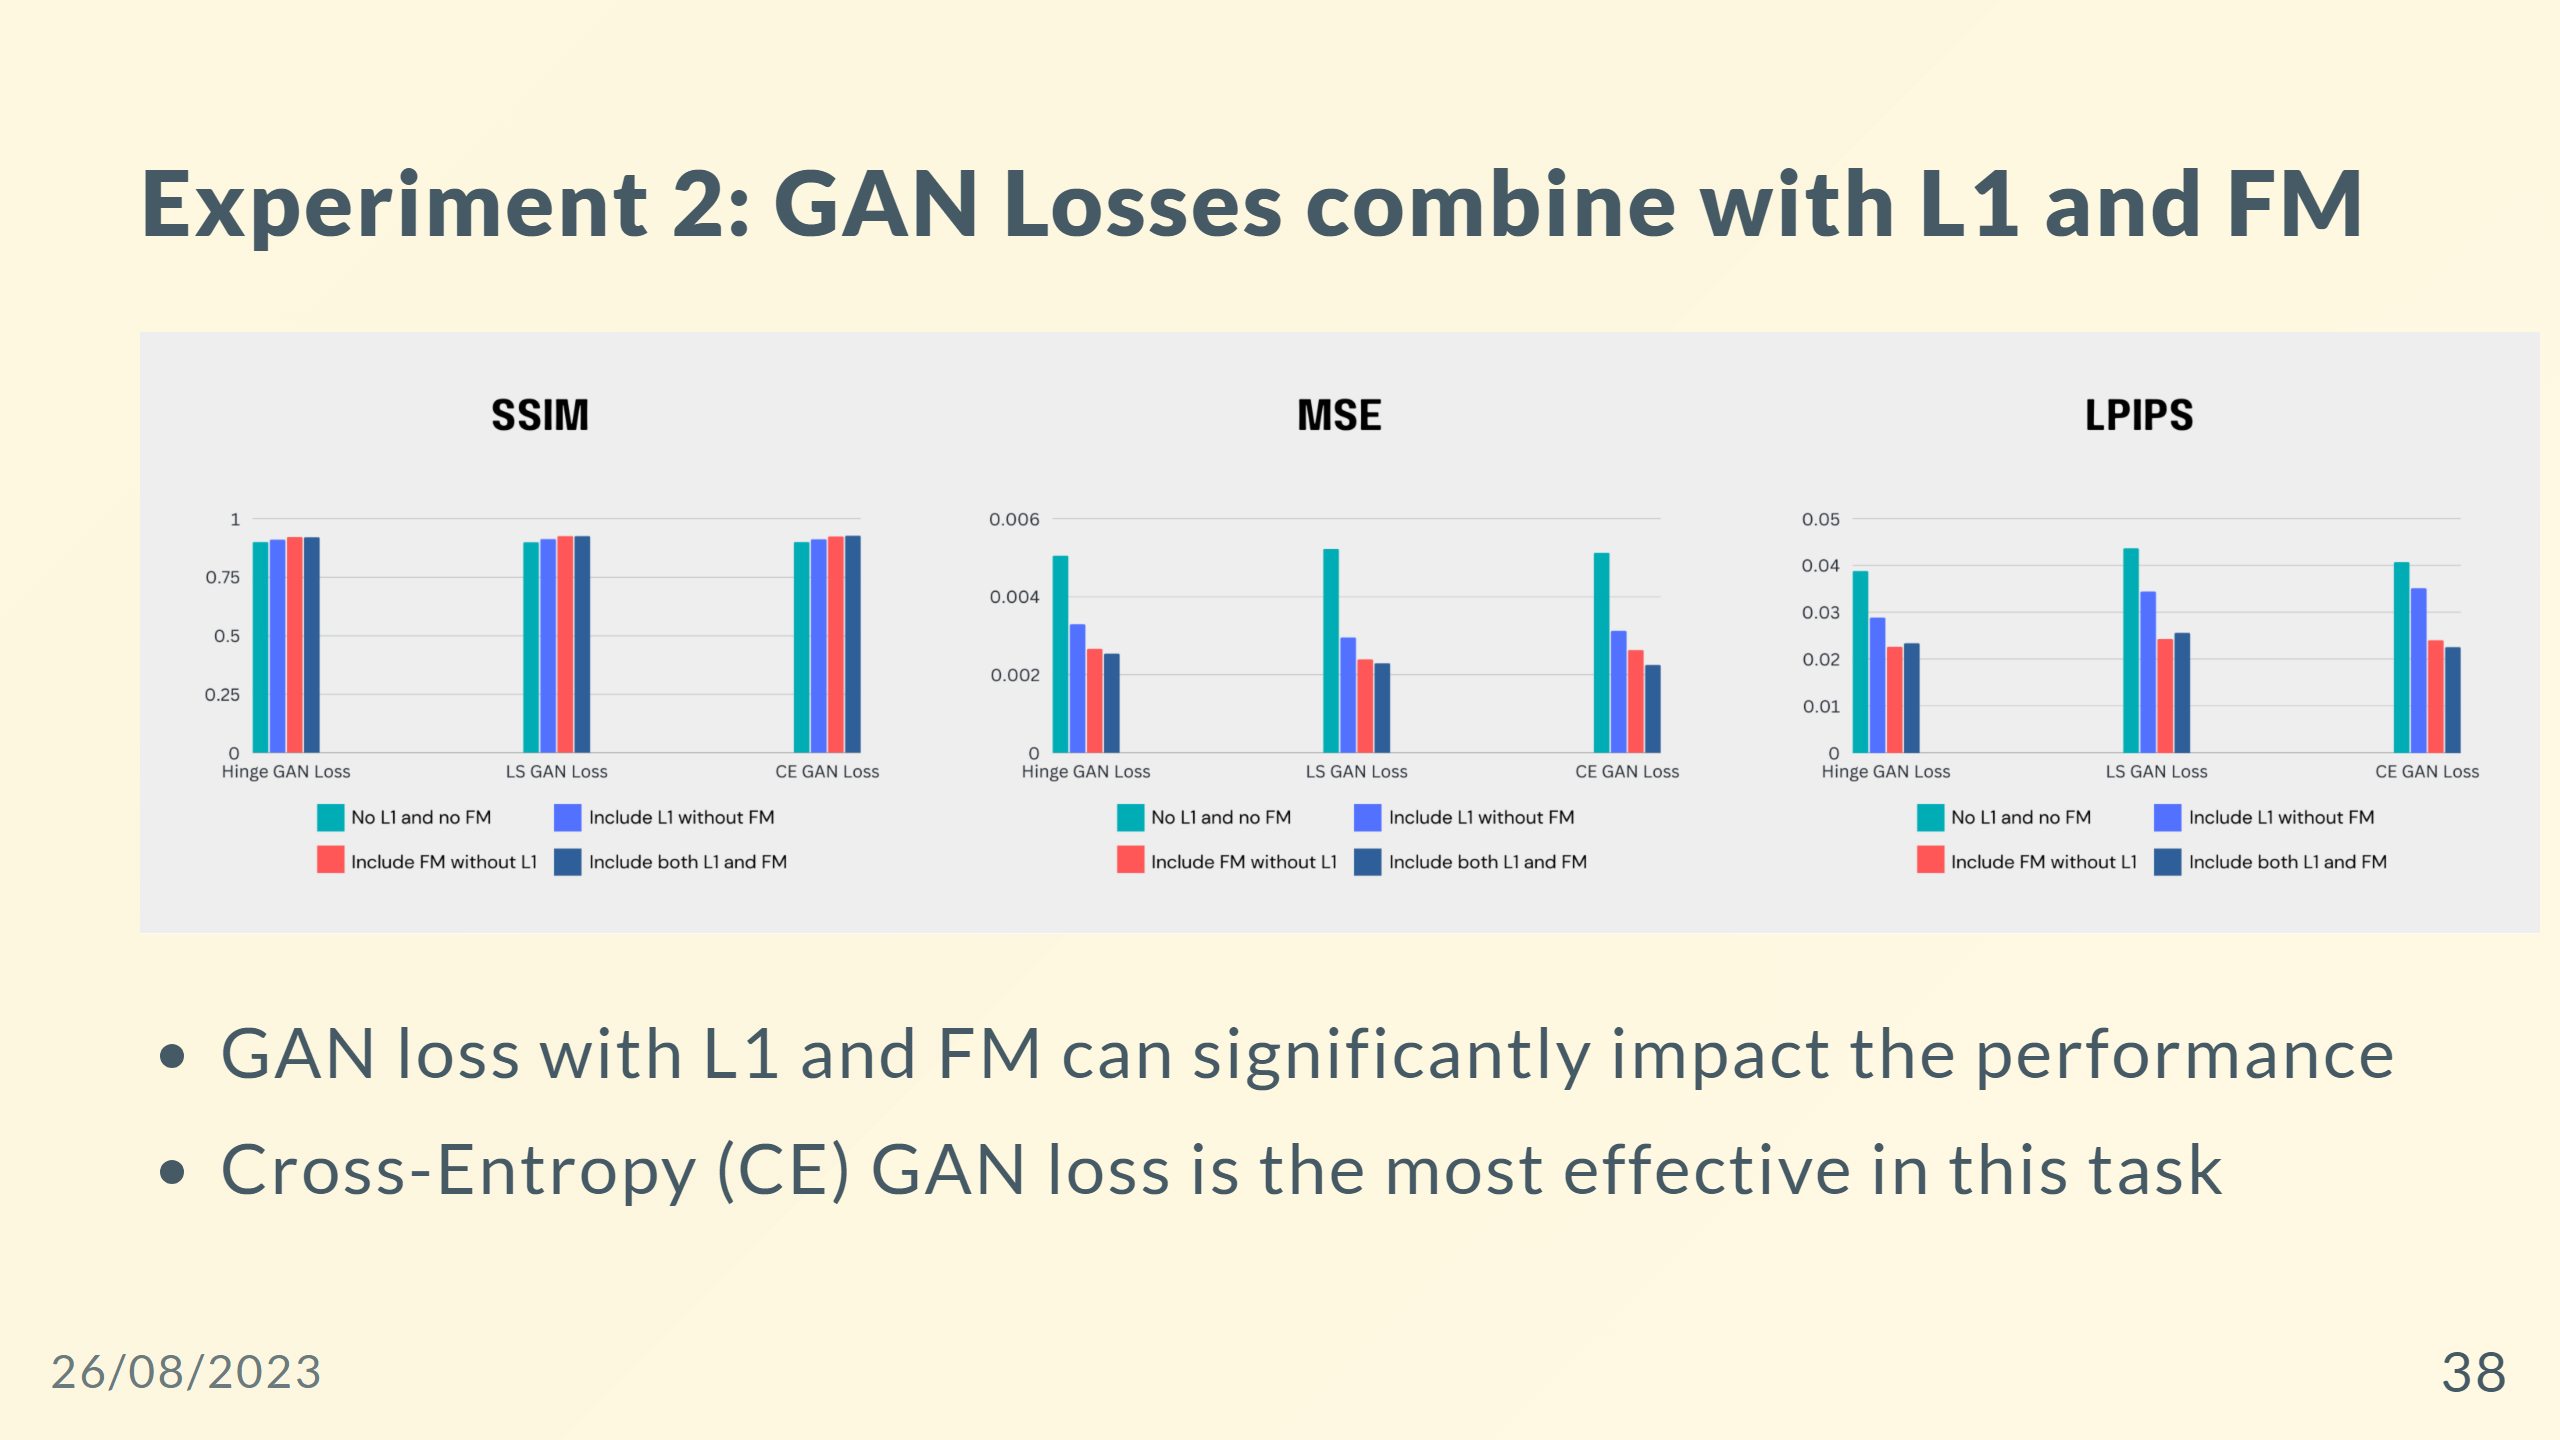 Experiment 2: GAN Losses combine with L1 and FM
SSIM
1
0.75
0.5
0.25
0
Hinge GAN Loss LS GAN Loss CE GAN Loss
No L1 and no FM Include L1 without FM
Include FM without L1 Include both L1 and FM
MSE
0.006
0.004
0.002
0
Hinge GAN Loss LS GAN Loss CE GAN Loss
No L1 and no FM Include L1 without FM
Include FM without L1 Include both L1 and FM
LPIPS
0.05
0.04
0.03
0.02
0.01
0
Hinge GAN Loss LS GAN Loss CE GAN Loss
No L1 and no FM Include L1 without FM
Include FM without L1 Include both L1 and FM
• GAN loss with L1 and FM can significantly impact the performance
• Cross-Entropy (CE) GAN loss is the most effective in this task
26/08/2023
38